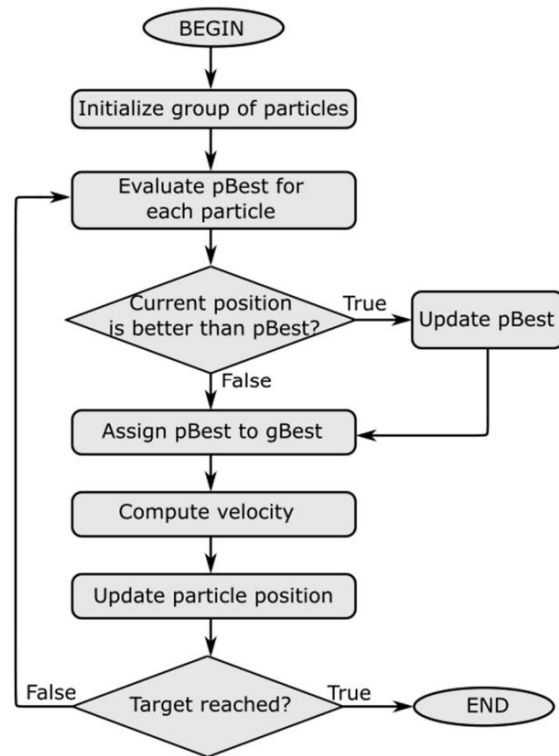 BEGIN
Initialize group of particles
Evaluate pBest for
each particle
Current position
is better than pBest?
True
Update pBest
False
Assign pBest to gBest
Compute velocity
Update particle position
False
Target reached?
True
END